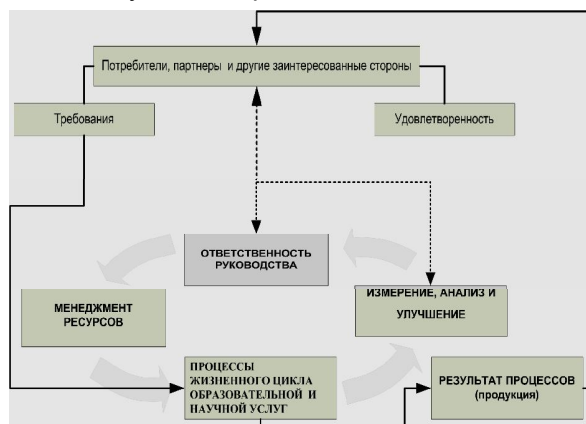 Потребители, партнеры и другие заинтересованные стороны
Требования
Удовлетворенность
ОТВЕТСТВЕННОСТЬ
РУКОВОДСТВА
МЕНЕДЖМЕНТ
РЕСУРСОВ
ИЗМЕРЕНИЕ, АНАЛИЗ И
УЛУЧШЕНИЕ
ПРОЦЕССЫ
ЖИЗНЕННОГО ЦИКЛА
ОБРАЗОВАТЕЛЬНОЙ И
НАУЧНОЙ УСЛУГ
РЕЗУЛЬТАТ ПРОЦЕССОВ
(продукция)